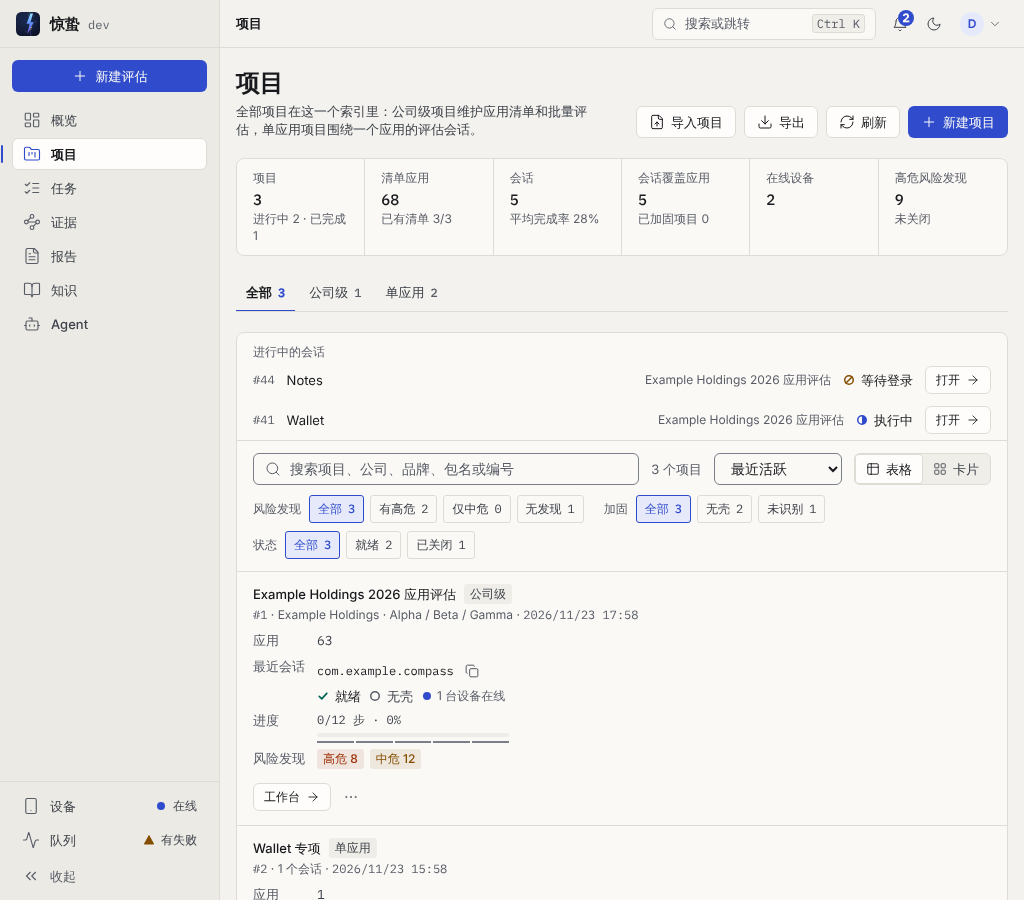 惊蛰 dev
项目
搜索或跳转 Ctrl K
2
D
新建评估
概览
项目
任务
证据
报告
知识
Agent
设备 在线
队列 有失败
收起
项目
全部项目在这一个索引里：公司级项目维护应用清单和批量评
估，单应用项目围绕一个应用的评估会话。
导入项目 导出 刷新 新建项目
项目 清单应用 会话 会话覆盖应用 在线设备 高危风险发现
3 68 5 5 2 9
进行中 2 · 已完成 已有清单 3/3 平均完成率 28% 已加固项目 0 未关闭
1
全部 3 公司级 1 单应用 2
进行中的会话
#44 Notes Example Holdings 2026 应用评估 等待登录 打开
#41 Wallet Example Holdings 2026 应用评估 执行中 打开
搜索项目、公司、品牌、包名或编号 3 个项目 最近活跃 表格 卡片
风险发现 全部 3 有高危 2 仅中危 0 无发现 1 加固 全部 3 无壳 2 未识别 1
状态 全部 3 就绪 2 已关闭 1
Example Holdings 2026 应用评估 公司级
#1 · Example Holdings · Alpha / Beta / Gamma · 2026/11/23 17:58
应用 63
最近会话 com.example.compass
就绪 无壳 1 台设备在线
进度 0/12 步 · 0%
风险发现 高危 8 中危 12
工作台 ···
Wallet 专项 单应用
#2 · 1 个会话 · 2026/11/23 15:58
应用 1